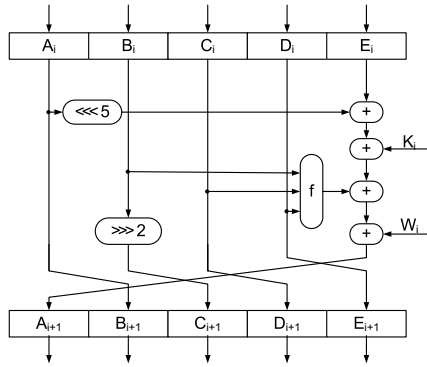 Aᵢ Bᵢ Cᵢ Dᵢ Eᵢ
<<< 5 +
+ Kᵢ
f +
>>> 2 + Wᵢ
Aᵢ₊₁ Bᵢ₊₁ Cᵢ₊₁ Dᵢ₊₁ Eᵢ₊₁